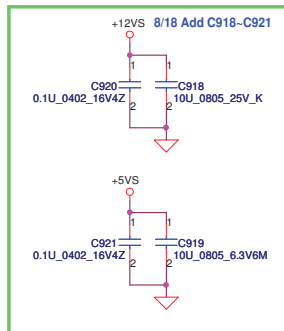 +12VS 8/18 Add C918~C921
1 1
C920 C918
2 2
0.1U_0402_16V4Z 10U_0805_25V_K
+5VS
1 1
C921 C919
2 2
0.1U_0402_16V4Z 10U_0805_6.3V6M